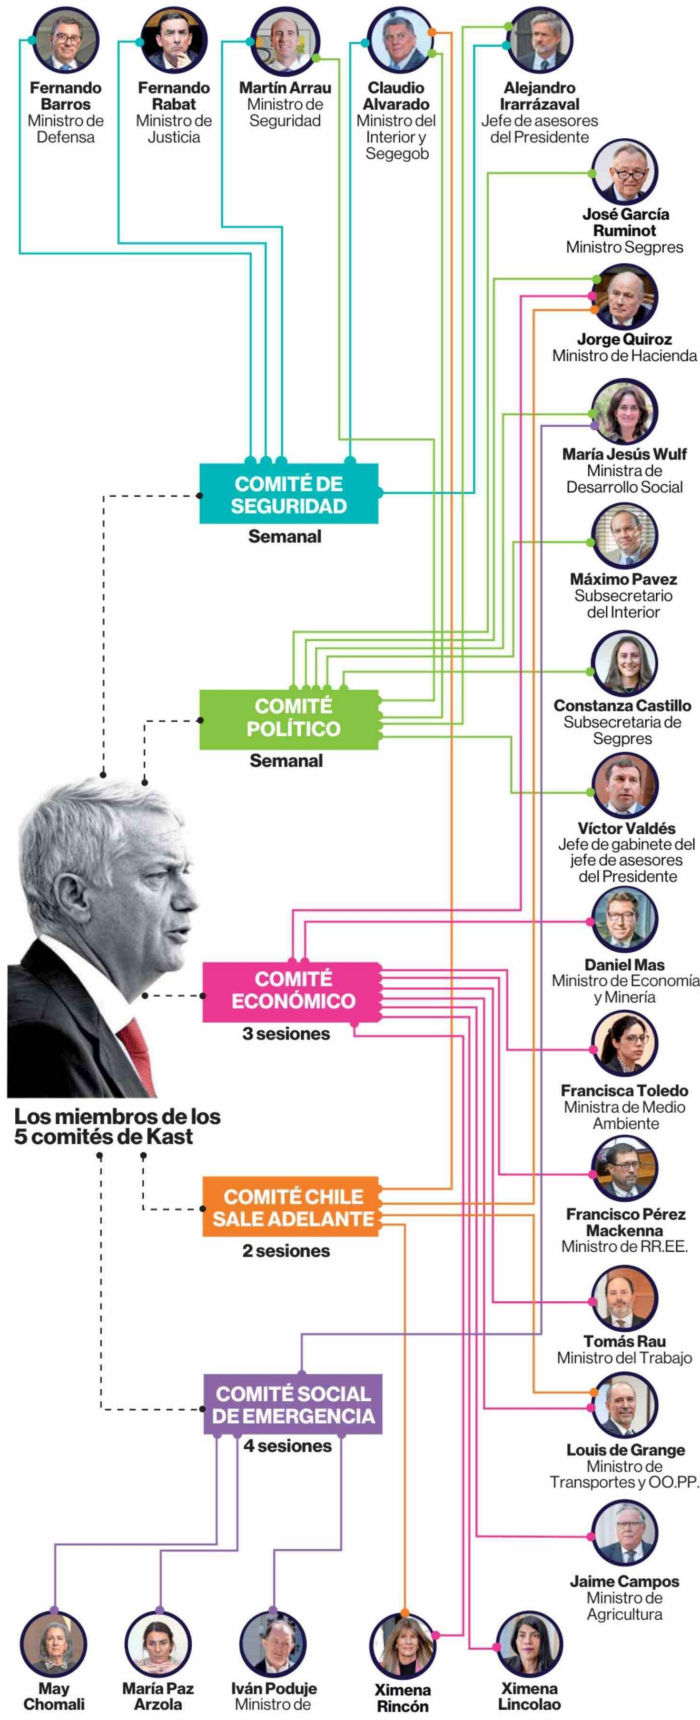 Fernando
Barros
Ministro de
Defensa
Fernando
Rabat
Ministro de
Justicia
Martín Arrau
Ministro de
Seguridad
Claudio
Alvarado
Ministro del
Interior y
Segegob
Alejandro
Irarrázaval
Jefe de asesores
del Presidente
José García
Ruminot
Ministro Segpres
Jorge Quiroz
Ministro de Hacienda
María Jesús Wulf
Ministra de
Desarrollo Social
COMITÉ DE
SEGURIDAD
Semanal
Máximo Pavez
Subsecretario
del Interior
Constanza Castillo
Subsecretaria de
Segpres
COMITÉ
POLÍTICO
Semanal
Víctor Valdés
Jefe de gabinete del
jefe de asesores
del Presidente
Daniel Mas
Ministro de Economía
y Minería
COMITÉ
ECONÓMICO
3 sesiones
Francisca Toledo
Ministra de Medio
Ambiente
Los miembros de los
5 comités de Kast
Francisco Pérez
Mackenna
Ministro de RR.EE.
COMITÉ CHILE
SALE ADELANTE
2 sesiones
Tomás Rau
Ministro del Trabajo
COMITÉ SOCIAL
DE EMERGENCIA
4 sesiones
Louis de Grange
Ministro de
Transportes y OO.PP.
Jaime Campos
Ministro de
Agricultura
May
Chomali
María Paz
Arzola
Iván Poduje
Ministro de
Ximena
Rincón
Ximena
Lincolao